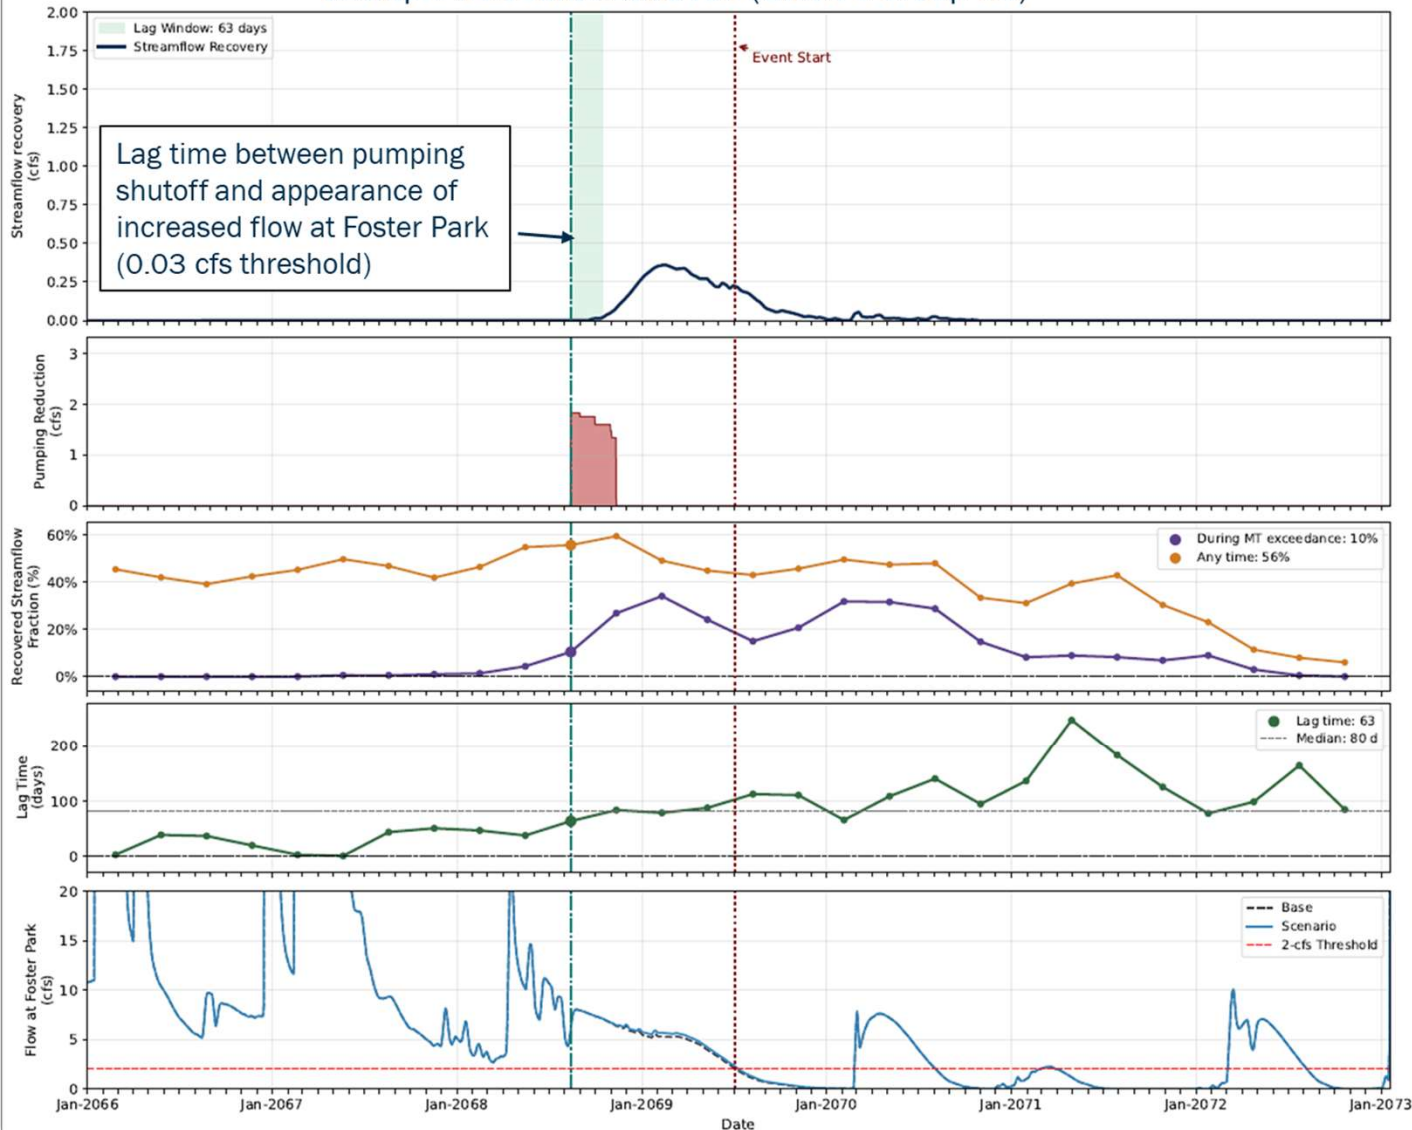 2.00
1.75
1.50
1.25
1.00
0.75
0.50
0.25
0.00
Streamflow recovery
(cfs)
Lag Window: 63 days
Streamflow Recovery
Event Start
Lag time between pumping
shutoff and appearance of
increased flow at Foster Park
(0.03 cfs threshold)
3
2
1
0
Pumping Reduction
(cfs)
60%
40%
20%
0%
Recovered Streamflow
Fraction (%)
During MT exceedance: 10%
Any time: 56%
200
100
0
Lag Time
(days)
Lag time: 63
Median: 80 d
20
15
10
5
0
Flow at Foster Park
(cfs)
Base
Scenario
2-cfs Threshold
Jan-2066
Jan-2067
Jan-2068
Jan-2069
Jan-2070
Jan-2071
Jan-2072
Jan-2073
Date